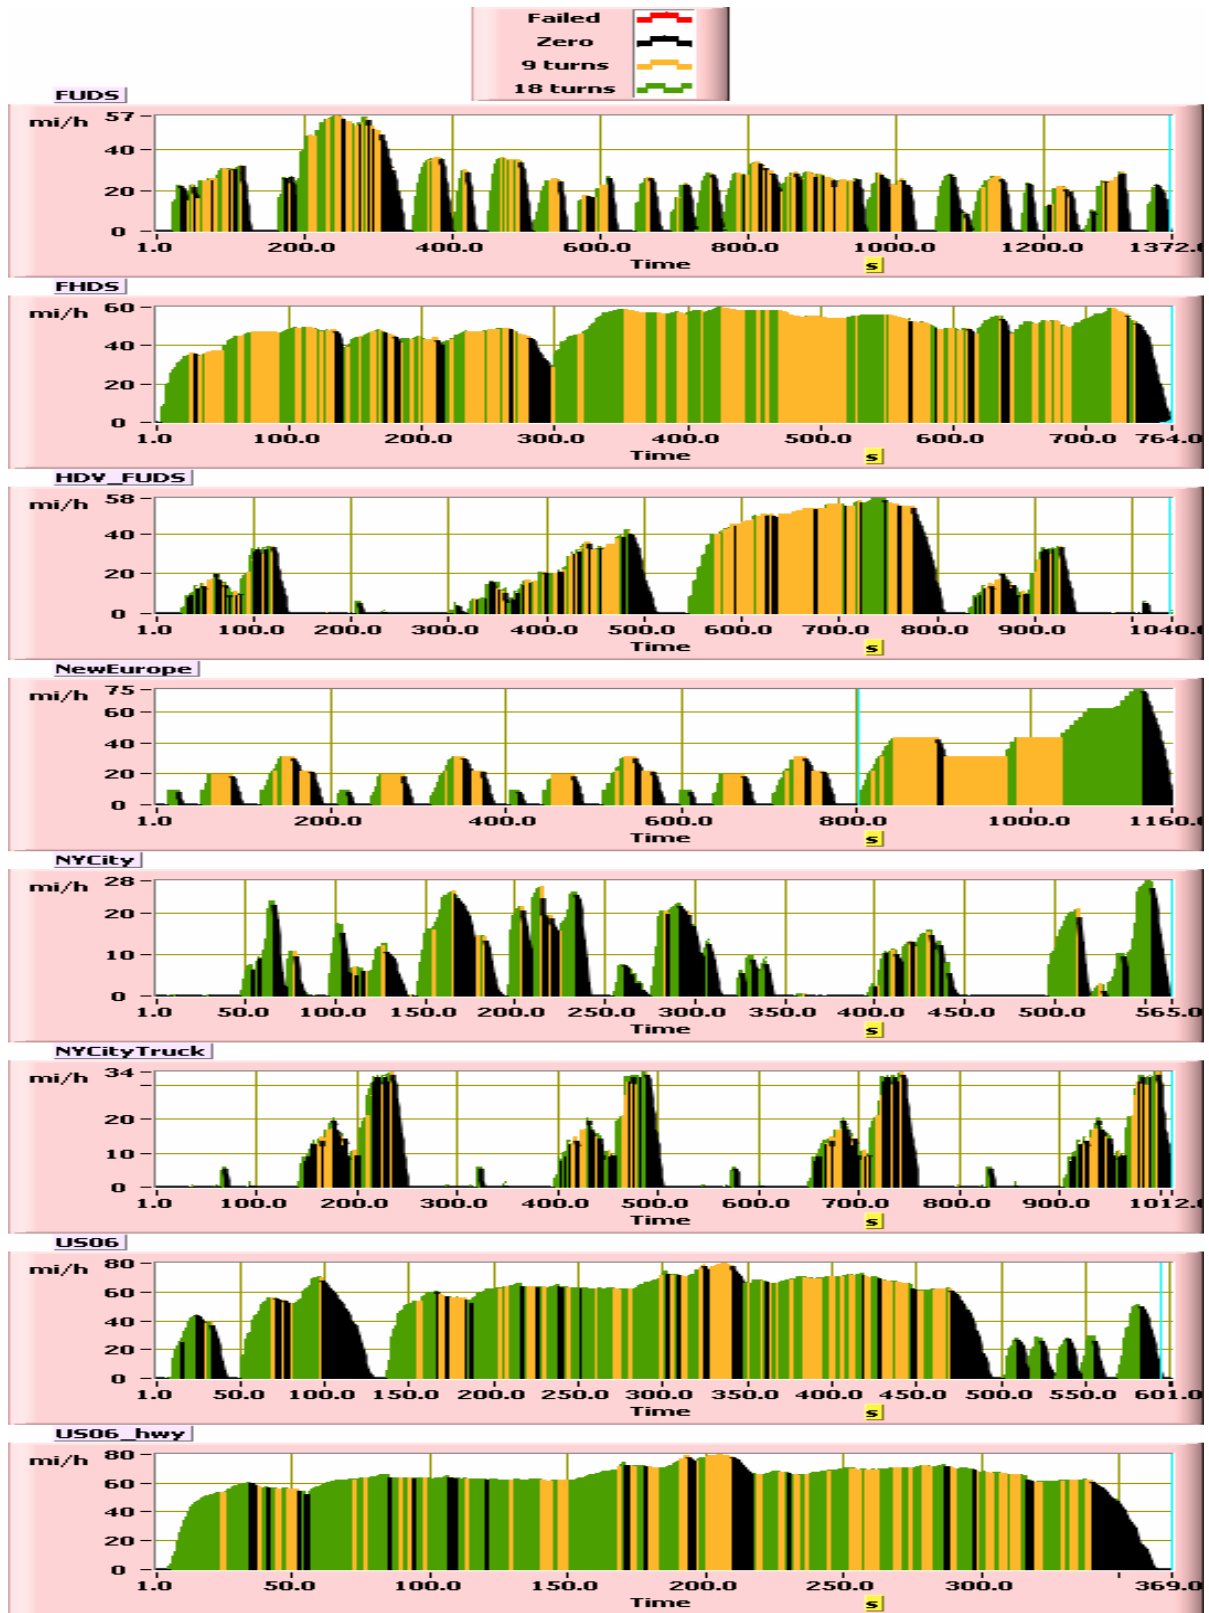 Failed
Zero
9 turns
18 turns
FUDS
mi/h
57
40
20
0
1.0 200.0 400.0 600.0 800.0 1000.0 1200.0 1372.
Time s
FHDS
mi/h
60
40
20
0
1.0 100.0 200.0 300.0 400.0 500.0 600.0 700.0 764.0
Time s
HDV_FUDS
mi/h
58
40
20
0
1.0 100.0 200.0 300.0 400.0 500.0 600.0 700.0 800.0 900.0 1040.
Time s
NewEurope
mi/h
75
60
40
20
0
1.0 200.0 400.0 600.0 800.0 1000.0 1160.
Time s
NYCity
mi/h
28
20
10
0
1.0 50.0 100.0 150.0 200.0 250.0 300.0 350.0 400.0 450.0 500.0 565.0
Time s
NYCityTruck
mi/h
34
20
10
0
1.0 100.0 200.0 300.0 400.0 500.0 600.0 700.0 800.0 900.0 1012.
Time s
US06
mi/h
80
60
40
20
0
1.0 50.0 100.0 150.0 200.0 250.0 300.0 350.0 400.0 450.0 500.0 550.0 601.0
Time s
US06_hwy
mi/h
80
60
40
20
0
1.0 50.0 100.0 150.0 200.0 250.0 300.0 369.0
Time s